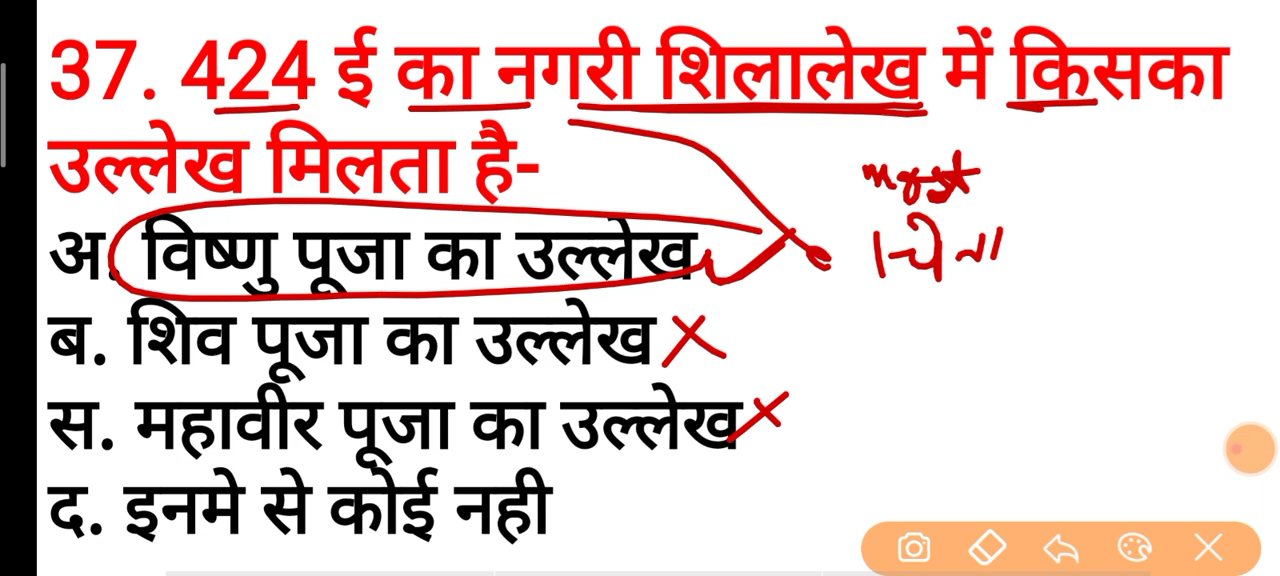 37. 424 ई का नगरी शिलालेख में किसका
उल्लेख मिलता है-
अ. विष्णु पूजा का उल्लेख
ब. शिव पूजा का उल्लेख
स. महावीर पूजा का उल्लेख
द. इनमे से कोई नही